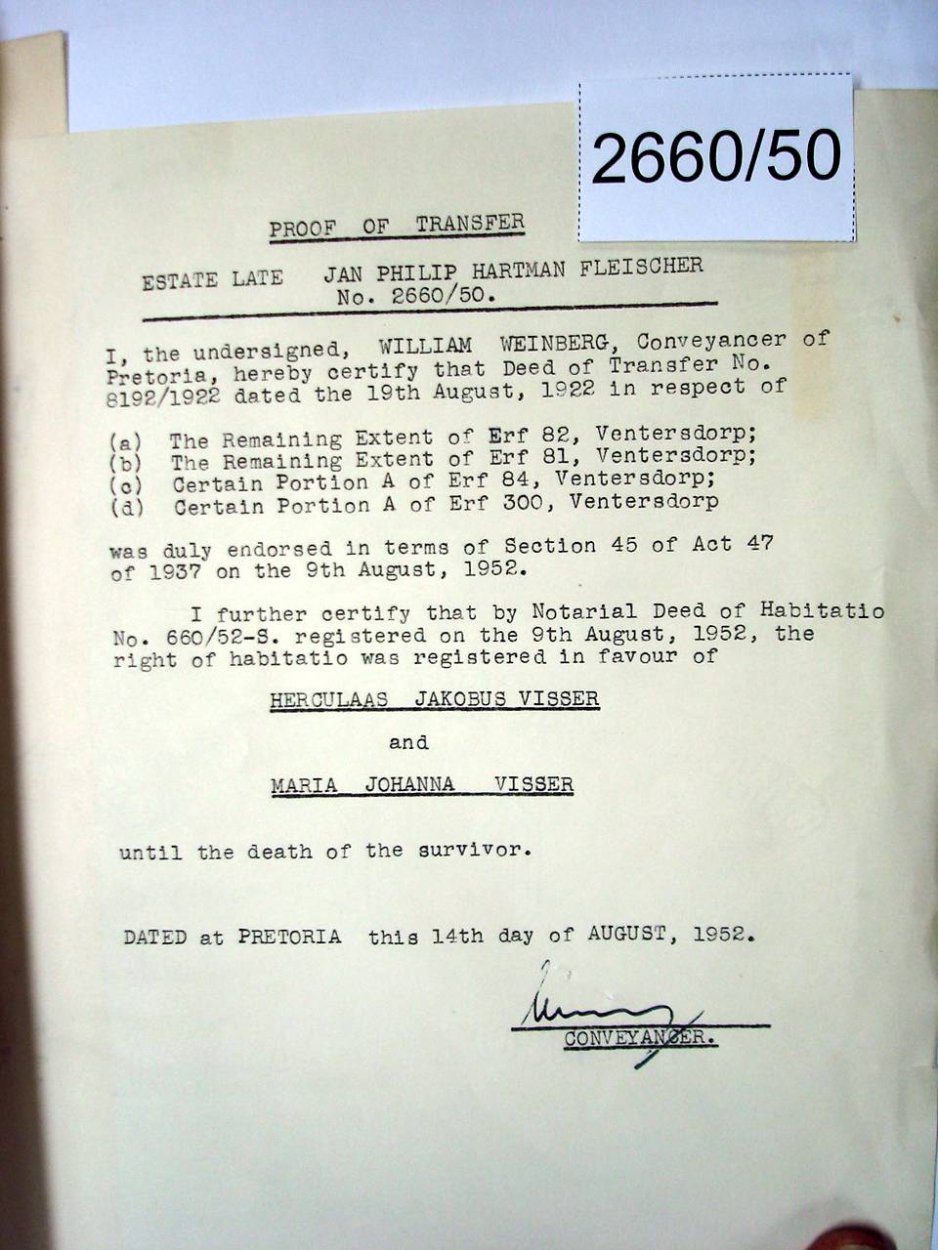 2660/50
PROOF OF TRANSFER
ESTATE LATE JAN PHILIP HARTMAN FLEISCHER
No. 2660/50.
I, the undersigned, WILLIAM WEINBERG, Conveyancer of
Pretoria, hereby certify that Deed of Transfer No.
8192/1922 dated the 19th August, 1922 in respect of
(a) The Remaining Extent of Erf 82, Ventersdorp;
(b) The Remaining Extent of Erf 81, Ventersdorp;
(c) Certain Portion A of Erf 84, Ventersdorp;
(d) Certain Portion A of Erf 300, Ventersdorp
was duly endorsed in terms of Section 45 of Act 47
of 1937 on the 9th August, 1952.
I further certify that by Notarial Deed of Habitatio
No. 660/52-S. registered on the 9th August, 1952, the
right of habitatio was registered in favour of
HERCULAAS JAKOBUS VISSER
and
MARIA JOHANNA VISSER
until the death of the survivor.
DATED at PRETORIA this 14th day of AUGUST, 1952.
CONVEYANCER.